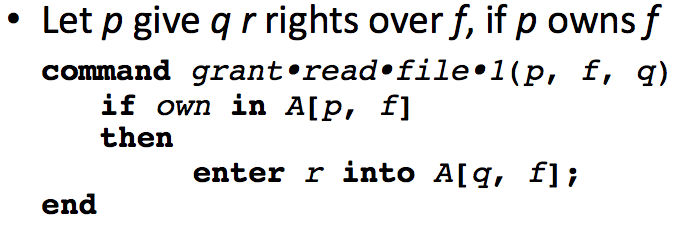 • Let p give q r rights over f, if p owns f
command grant•read•file•1(p, f, q)
if own in A[p, f]
then
enter r into A[q, f];
end